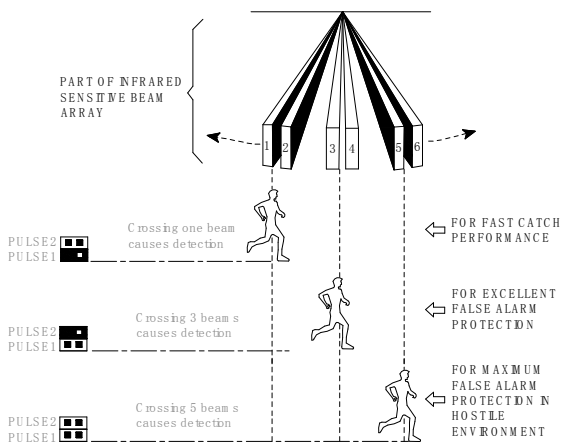 PART OF INFRARED
SENSITIVE BEAM
ARRAY
1 2 3 4 5 6
Crossing one beam
causes detection
PULSE2
PULSE1
FOR FAST CATCH
PERFORMANCE
Crossing 3 beams
causes detection
PULSE2
PULSE1
FOR EXCELLENT
FALSE ALARM
PROTECTION
Crossing 5 beams
causes detection
PULSE2
PULSE1
FOR MAXIMUM
FALSE ALARM
PROTECTION IN
HOSTILE
ENVIRONMENT